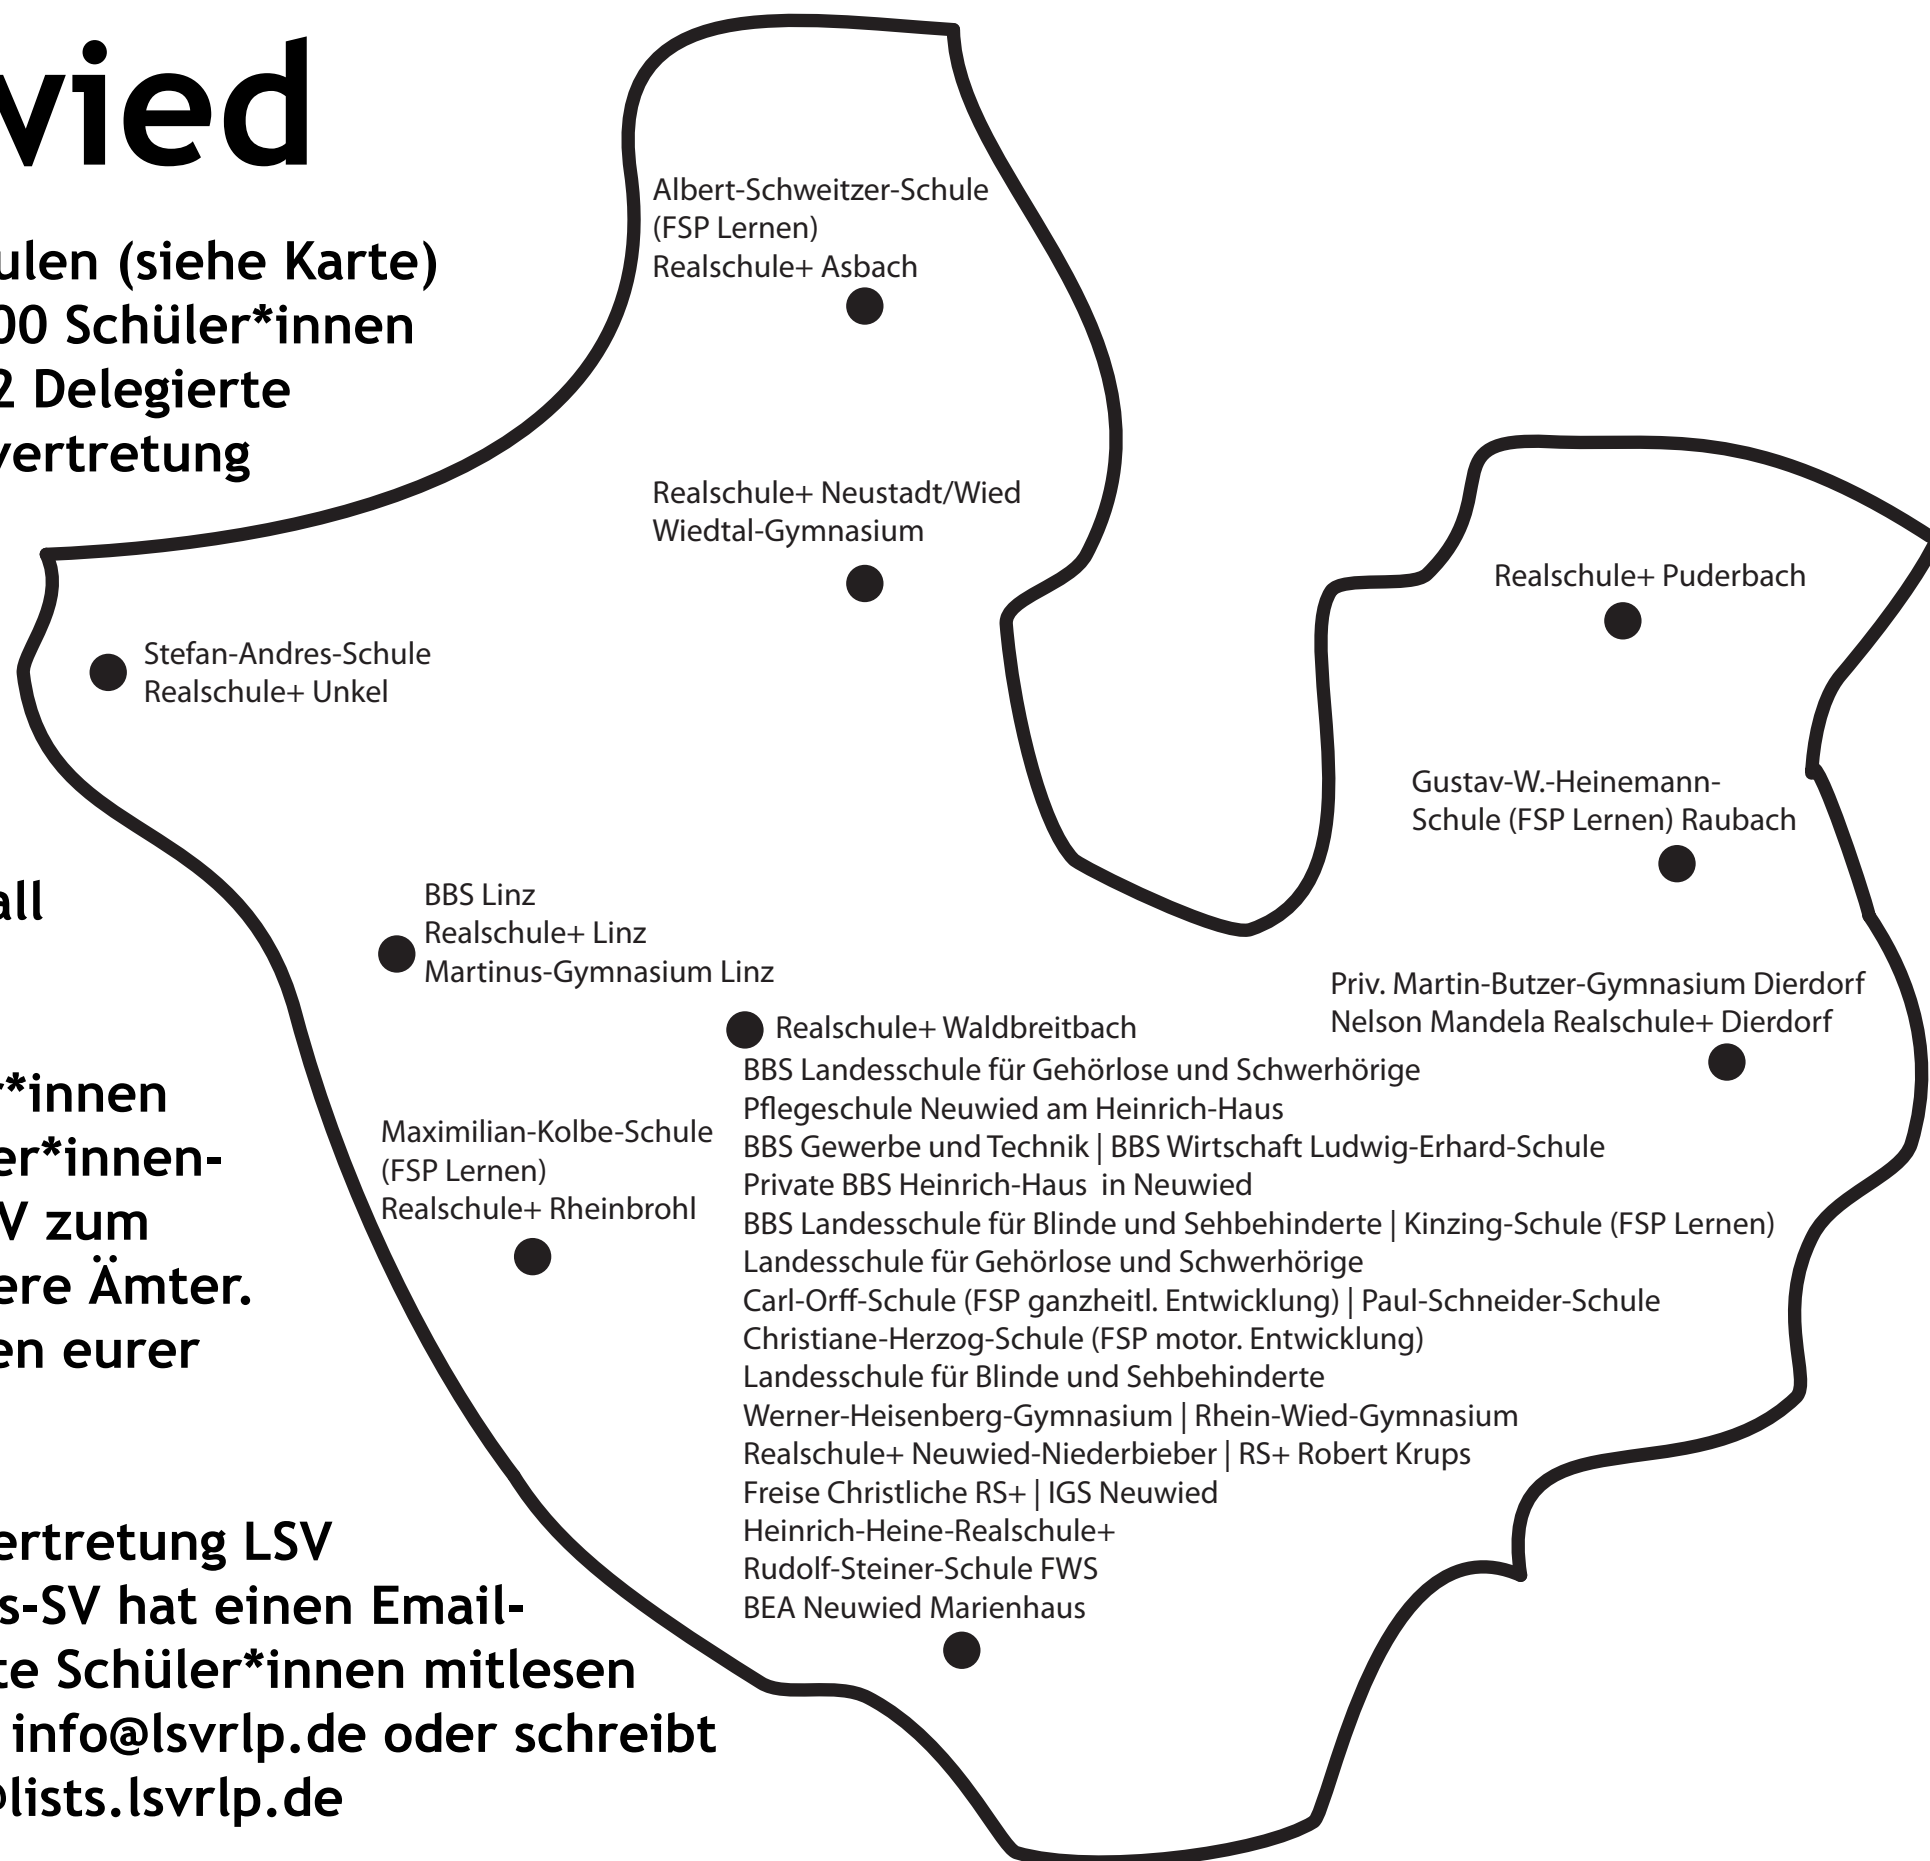 wied
ulen (siehe Karte)
00 Schüler*innen
2 Delegierte
vertretung
all
r*innen
er*innen-
V zum
ere Ämter.
en eurer
ertretung LSV
s-SV hat einen Email-
te Schüler*innen mitlesen
info@lsvrlp.de oder schreibt
@lists.lsvrlp.de
Albert-Schweitzer-Schule
(FSP Lernen)
Realschule+ Asbach
Realschule+ Neustadt/Wied
Wiedtal-Gymnasium
Realschule+ Puderbach
Stefan-Andres-Schule
Realschule+ Unkel
Gustav-W.-Heinemann-
Schule (FSP Lernen) Raubach
BBS Linz
Realschule+ Linz
Martinus-Gymnasium Linz
Priv. Martin-Butzer-Gymnasium Dierdorf
Nelson Mandela Realschule+ Dierdorf
Realschule+ Waldbreitbach
Maximilian-Kolbe-Schule
(FSP Lernen)
Realschule+ Rheinbrohl
BBS Landesschule für Gehörlose und Schwerhörige
Pflegeschule Neuwied am Heinrich-Haus
BBS Gewerbe und Technik | BBS Wirtschaft Ludwig-Erhard-Schule
Private BBS Heinrich-Haus  in Neuwied
BBS Landesschule für Blinde und Sehbehinderte | Kinzing-Schule (FSP Lernen)
Landesschule für Gehörlose und Schwerhörige
Carl-Orff-Schule (FSP ganzheitl. Entwicklung) | Paul-Schneider-Schule
Christiane-Herzog-Schule (FSP motor. Entwicklung)
Landesschule für Blinde und Sehbehinderte
Werner-Heisenberg-Gymnasium | Rhein-Wied-Gymnasium
Realschule+ Neuwied-Niederbieber | RS+ Robert Krups
Freise Christliche RS+ | IGS Neuwied
Heinrich-Heine-Realschule+
Rudolf-Steiner-Schule FWS
BEA Neuwied Marienhaus